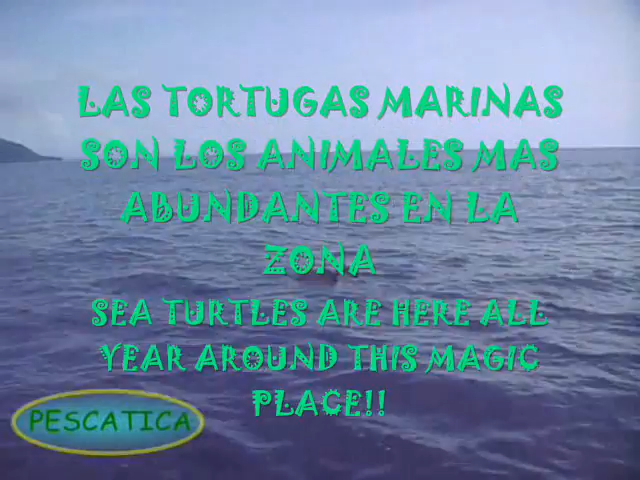 LAS TORTUGAS MARINAS
SON LOS ANIMALES MAS
ABUNDANTES EN LA
ZONA
SEA TURTLES ARE HERE ALL
YEAR AROUND THIS MAGIC
PLACE!!
PESCATICA